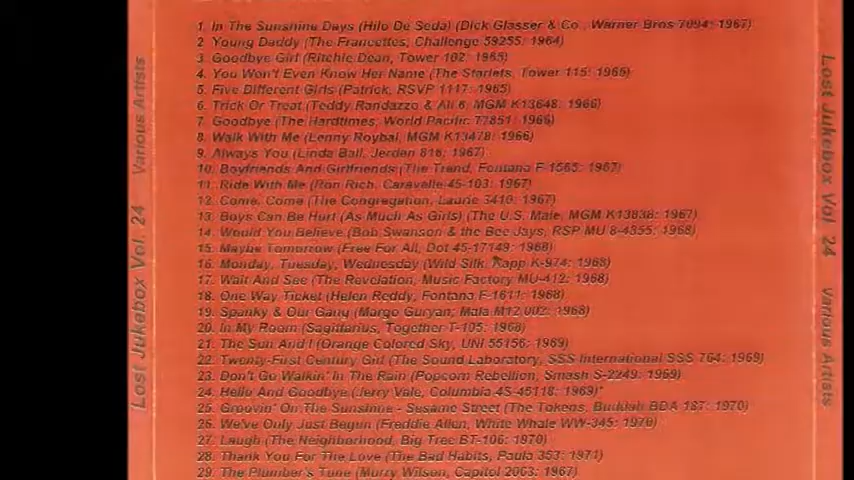 1. In The Sunshine Days (Hilo De Seda) (Dick Glasser & Co., Warner Bros 7094: 1967)
2 Young Daddy (The Francettes, Challenge 59255: 1964)
3. Goodbye Girl (Ritchie Dean, Tower 102: 1965)
4. You Won't Even Know Her Name (The Starlets, Tower 115: 1965)
5. Five Different Girls (Patrick, RSVP 1117: 1965)
6. Trick Or Treat (Teddy Randazzo & All 6, MGM K13648: 1966)
7. Goodbye (The Hardtimes, World Pacific 77851: 1966)
8. Walk With Me (Lenny Roybal, MGM K13478: 1966)
9. Always You (Linda Ball, Jerden 816: 1967)
10. Boyfriends And Girlfriends (The Trend, Fontana F-1565: 1967)
11. Ride With Me (Ron Rich, Caravelle 45-103: 1967)
12. Come, Come (The Congregation, Laurie 3410: 1967)
13. Boys Can Be Hurt (As Much As Girls) (The U.S. Male, MGM K13838: 1967)
14. Would You Believe (Bob Swanson & the Bee Jays, RSP MU 8-4355: 1968)
15. Maybe Tomorrow (Free For All, Dot 45-17149: 1968)
16. Monday, Tuesday, Wednesday (Wild Silk, Kapp K-974: 1968)
17. Wait And See (The Revelation, Music Factory MU-412: 1968)
18. One Way Ticket (Helen Reddy, Fontana F-1611: 1968)
19. Spanky & Our Gang (Margo Guryan, Mala M12,002: 1968)
20. In My Room (Sagittarius, Together T-105: 1968)
21. The Sun And I (Orange Colored Sky, UNI 55156: 1969)
22. Twenty-First Century Girl (The Sound Laboratory, SSS International SSS 764: 1969)
23. Don't Go Walkin' In The Rain (Popcorn Rebellion, Smash S-2249: 1969)
24. Hello And Goodbye (Jerry Vale, Columbia 4S-45118: 1969)*
25. Groovin' On The Sunshine - Sesame Street (The Tokens, Buddah BDA 187: 1970)
26. We've Only Just Begun (Freddie Allen, White Whale WW-345: 1970)
27. Laugh (The Neighborhood, Big Tree BT-106: 1970)
28. Thank You For The Love (The Bad Habits, Paula 353: 1971)
29. The Plumber's Tune (Murry Wilson, Capitol 2063: 1967)
Lost Jukebox Vol. 24 Various Artists
Lost Jukebox Vol. 24 Various Artists